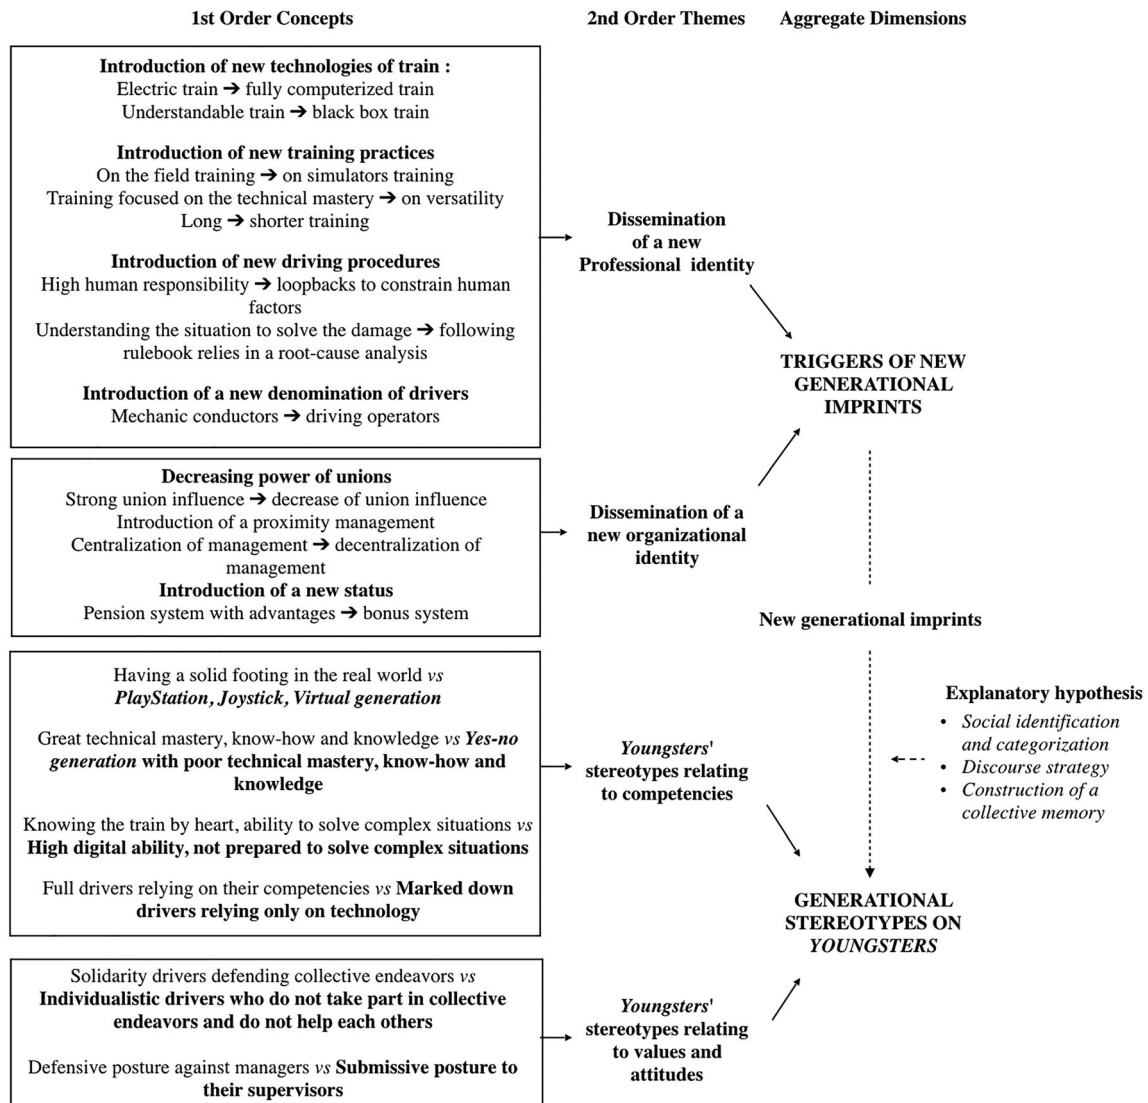 1st Order Concepts
2nd Order Themes
Aggregate Dimensions
Introduction of new technologies of train :
Electric train ➔ fully computerized train
Understandable train ➔ black box train
Introduction of new training practices
On the field training ➔ on simulators training
Training focused on the technical mastery ➔ on versatility
Long ➔ shorter training
Introduction of new driving procedures
High human responsibility ➔ loopbacks to constrain human
factors
Understanding the situation to solve the damage ➔ following
rulebook relies in a root-cause analysis
Introduction of a new denomination of drivers
Mechanic conductors ➔ driving operators
Dissemination
of a new
Professional identity
Decreasing power of unions
Strong union influence ➔ decrease of union influence
Introduction of a proximity management
Centralization of management ➔ decentralization of
management
Introduction of a new status
Pension system with advantages ➔ bonus system
Dissemination of a
new organizational
identity
TRIGGERS OF NEW
GENERATIONAL
IMPRINTS
New generational imprints
Explanatory hypothesis
• Social identification
and categorization
• Discourse strategy
• Construction of a
collective memory
Having a solid footing in the real world vs
PlayStation, Joystick, Virtual generation
Great technical mastery, know-how and knowledge vs Yes-no
generation with poor technical mastery, know-how and
knowledge
Knowing the train by heart, ability to solve complex situations vs
High digital ability, not prepared to solve complex situations
Full drivers relying on their competencies vs Marked down
drivers relying only on technology
Youngsters'
stereotypes relating
to competencies
Solidarity drivers defending collective endeavors vs
Individualistic drivers who do not take part in collective
endeavors and do not help each others
Defensive posture against managers vs Submissive posture to
their supervisors
Youngsters'
stereotypes relating
to values and
attitudes
GENERATIONAL
STEREOTYPES ON
YOUNGSTERS